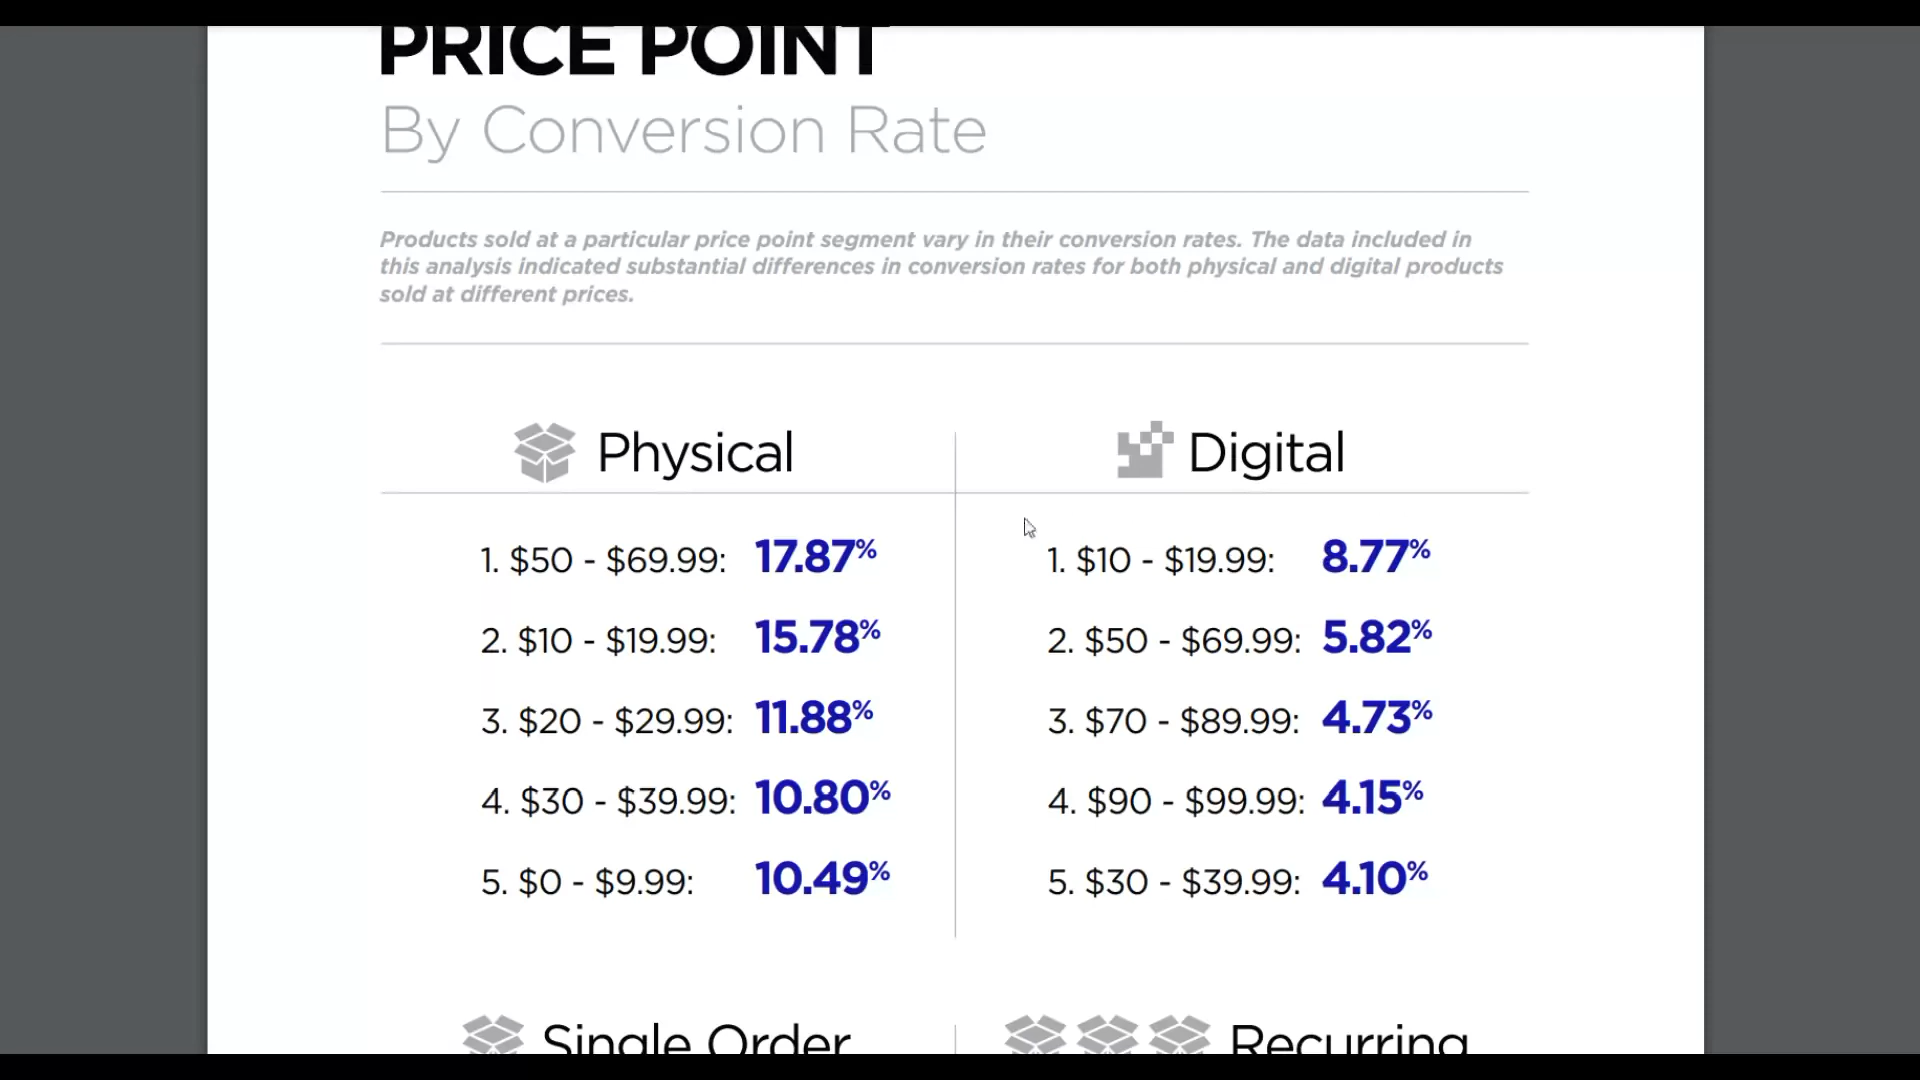 PRICE POINT
By Conversion Rate
Products sold at a particular price point segment vary in their conversion rates. The data included in
this analysis indicated substantial differences in conversion rates for both physical and digital products
sold at different prices.
Physical
1. $50 - $69.99: 17.87%
2. $10 - $19.99: 15.78%
3. $20 - $29.99: 11.88%
4. $30 - $39.99: 10.80%
5. $0 - $9.99: 10.49%
Digital
1. $10 - $19.99: 8.77%
2. $50 - $69.99: 5.82%
3. $70 - $89.99: 4.73%
4. $90 - $99.99: 4.15%
5. $30 - $39.99: 4.10%
Single Order
Recurring